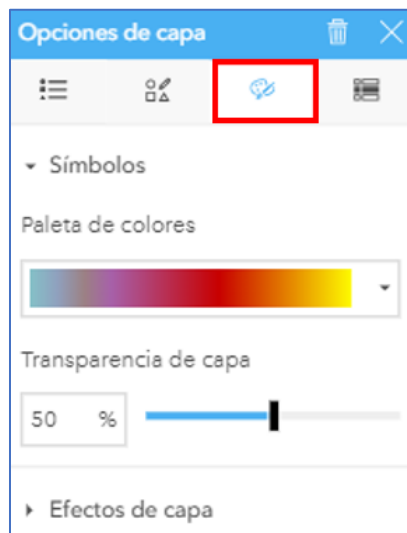 Opciones de capa
Símbolos
Paleta de colores
Transparencia de capa
50 %
Efectos de capa